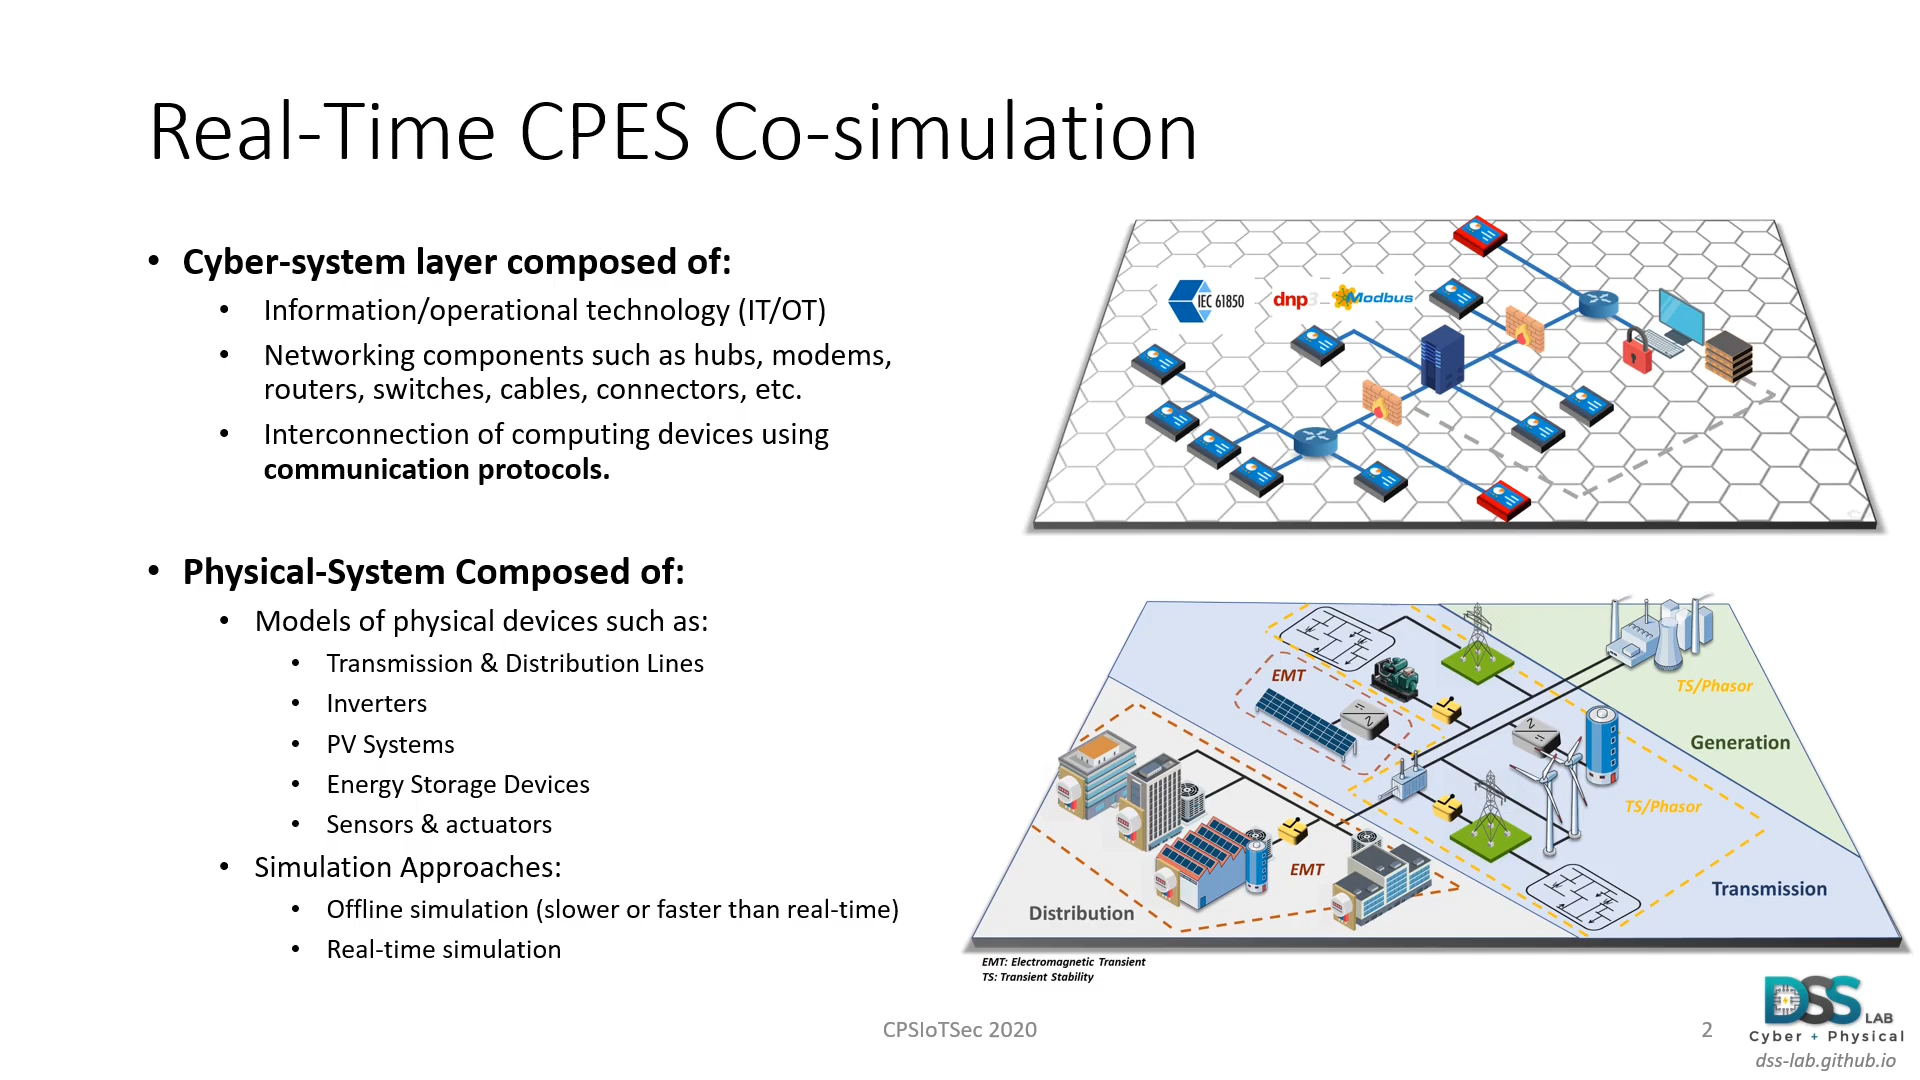 Real-Time CPES Co-simulation
• Cyber-system layer composed of:
• Information/operational technology (IT/OT)
• Networking components such as hubs, modems,
routers, switches, cables, connectors, etc.
• Interconnection of computing devices using
communication protocols.
• Physical-System Composed of:
• Models of physical devices such as:
• Transmission & Distribution Lines
• Inverters
• PV Systems
• Energy Storage Devices
• Sensors & actuators
• Simulation Approaches:
• Offline simulation (slower or faster than real-time)
• Real-time simulation
IEC 61850
dnp3
Modbus
EMT
TS/Phasor
Generation
TS/Phasor
EMT
Transmission
Distribution
EMT: Electromagnetic Transient
TS: Transient Stability
CPSIoTSec 2020
2
DSS LAB
Cyber + Physical
dss-lab.github.io